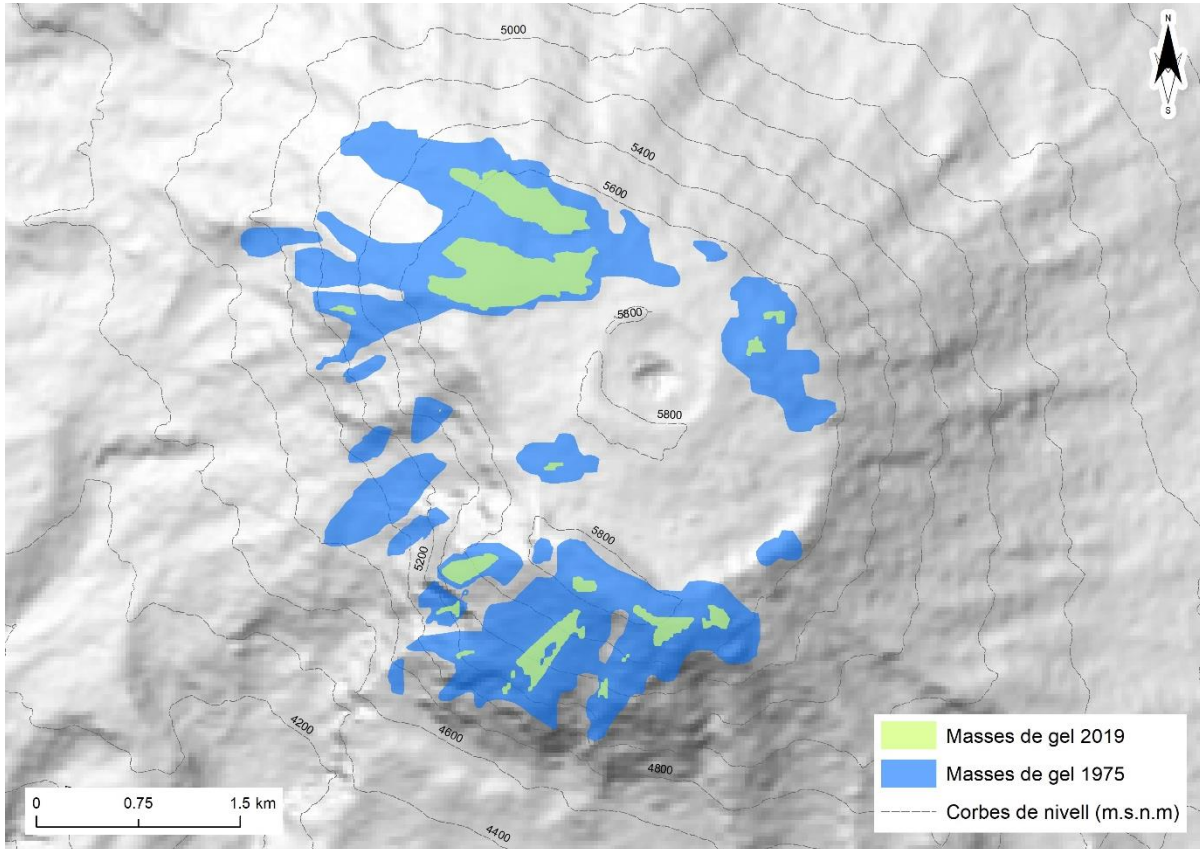 5000
N
S
5400
5600
5800
5800
5800
5200
4200
4600
4800
4400
Masses de gel 2019
Masses de gel 1975
Corbes de nivell (m.s.n.m)
0 0.75 1.5 km